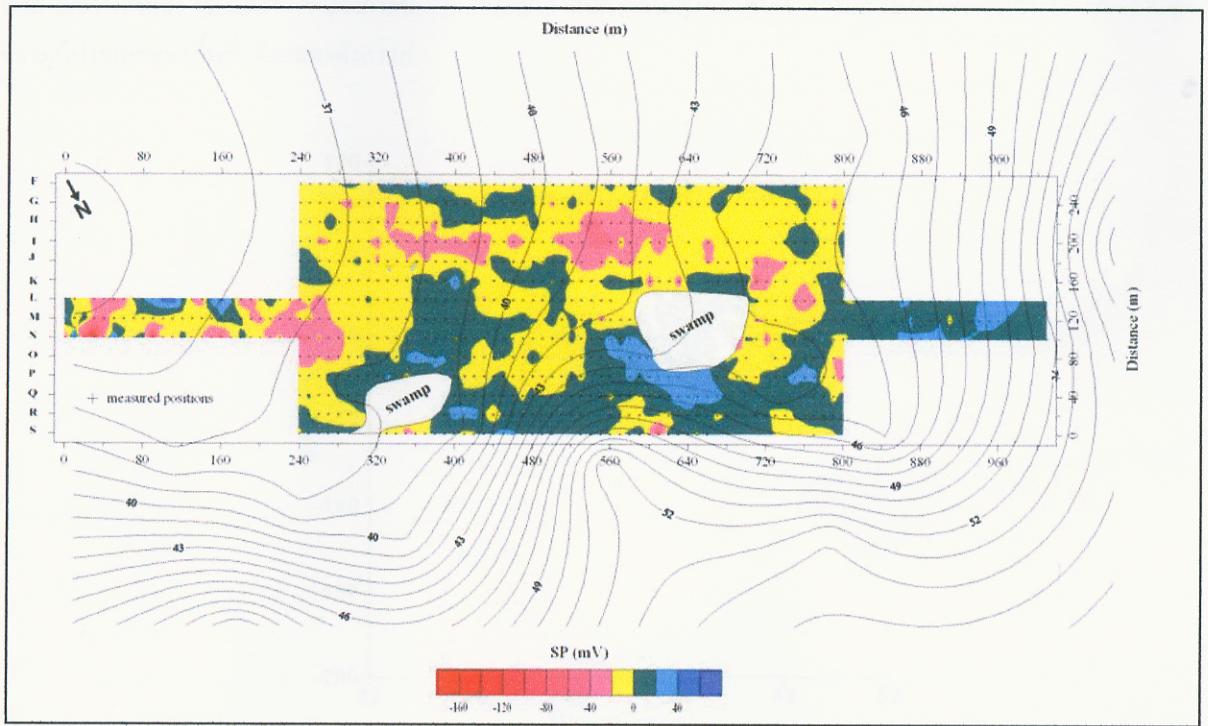 Distance (m)
37
40
43
46
49
0 80 160 240 320 400 480 560 640 720 800 880 960
F
G
H
I
J
K
L
M
N
O
P
Q
R
S
N
240
200
160
120
80
40
0
Distance (m)
40
swamp
swamp
43
+ measured positions
46
0 80 160 240 320 400 480 560 640 720 800 880 960
49
52
52
40
40
43
43
49
46
SP (mV)
-160 -120 -80 -40 0 40